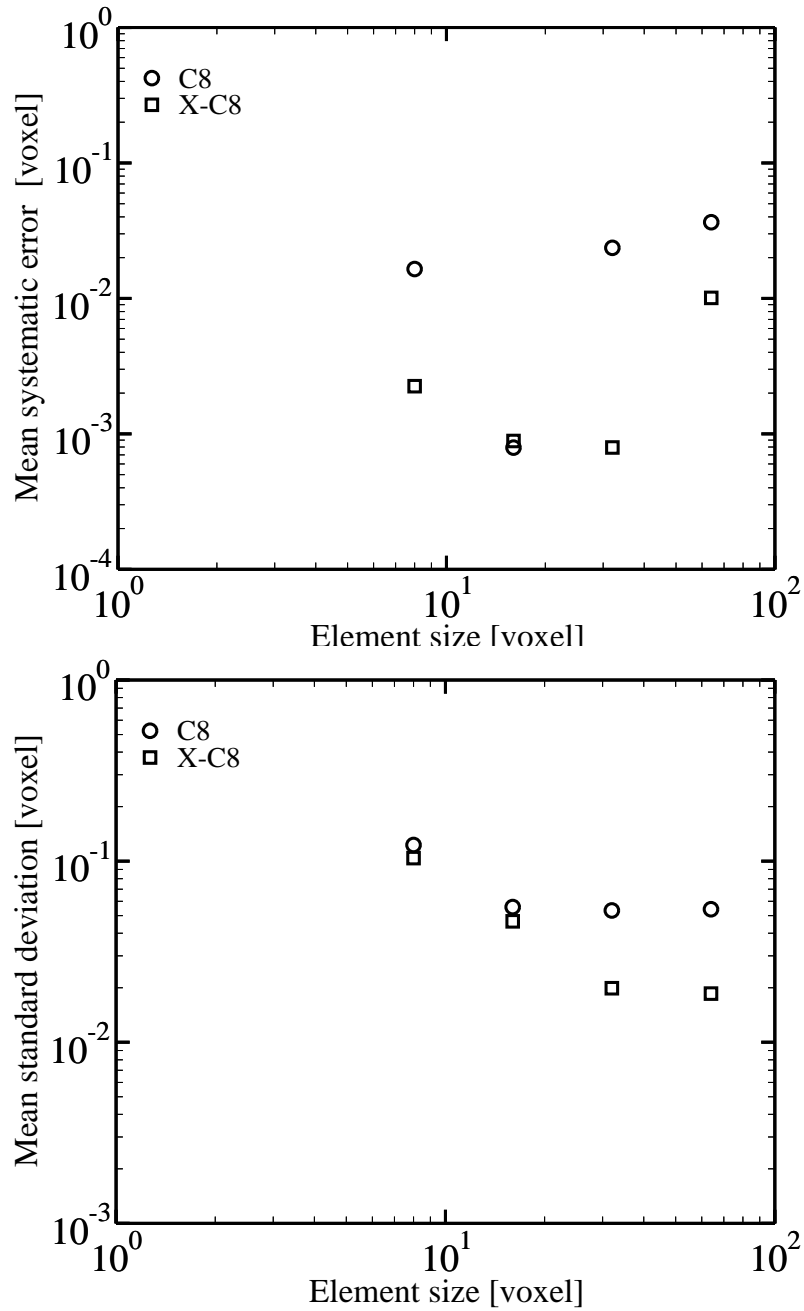 10^0
C8
X-C8
10^-1
10^-2
10^-3
10^-4
10^0
10^1
10^2
Mean systematic error [voxel]
Element size [voxel]
10^0
C8
X-C8
10^-1
10^-2
10^-3
10^0
10^1
10^2
Mean standard deviation [voxel]
Element size [voxel]